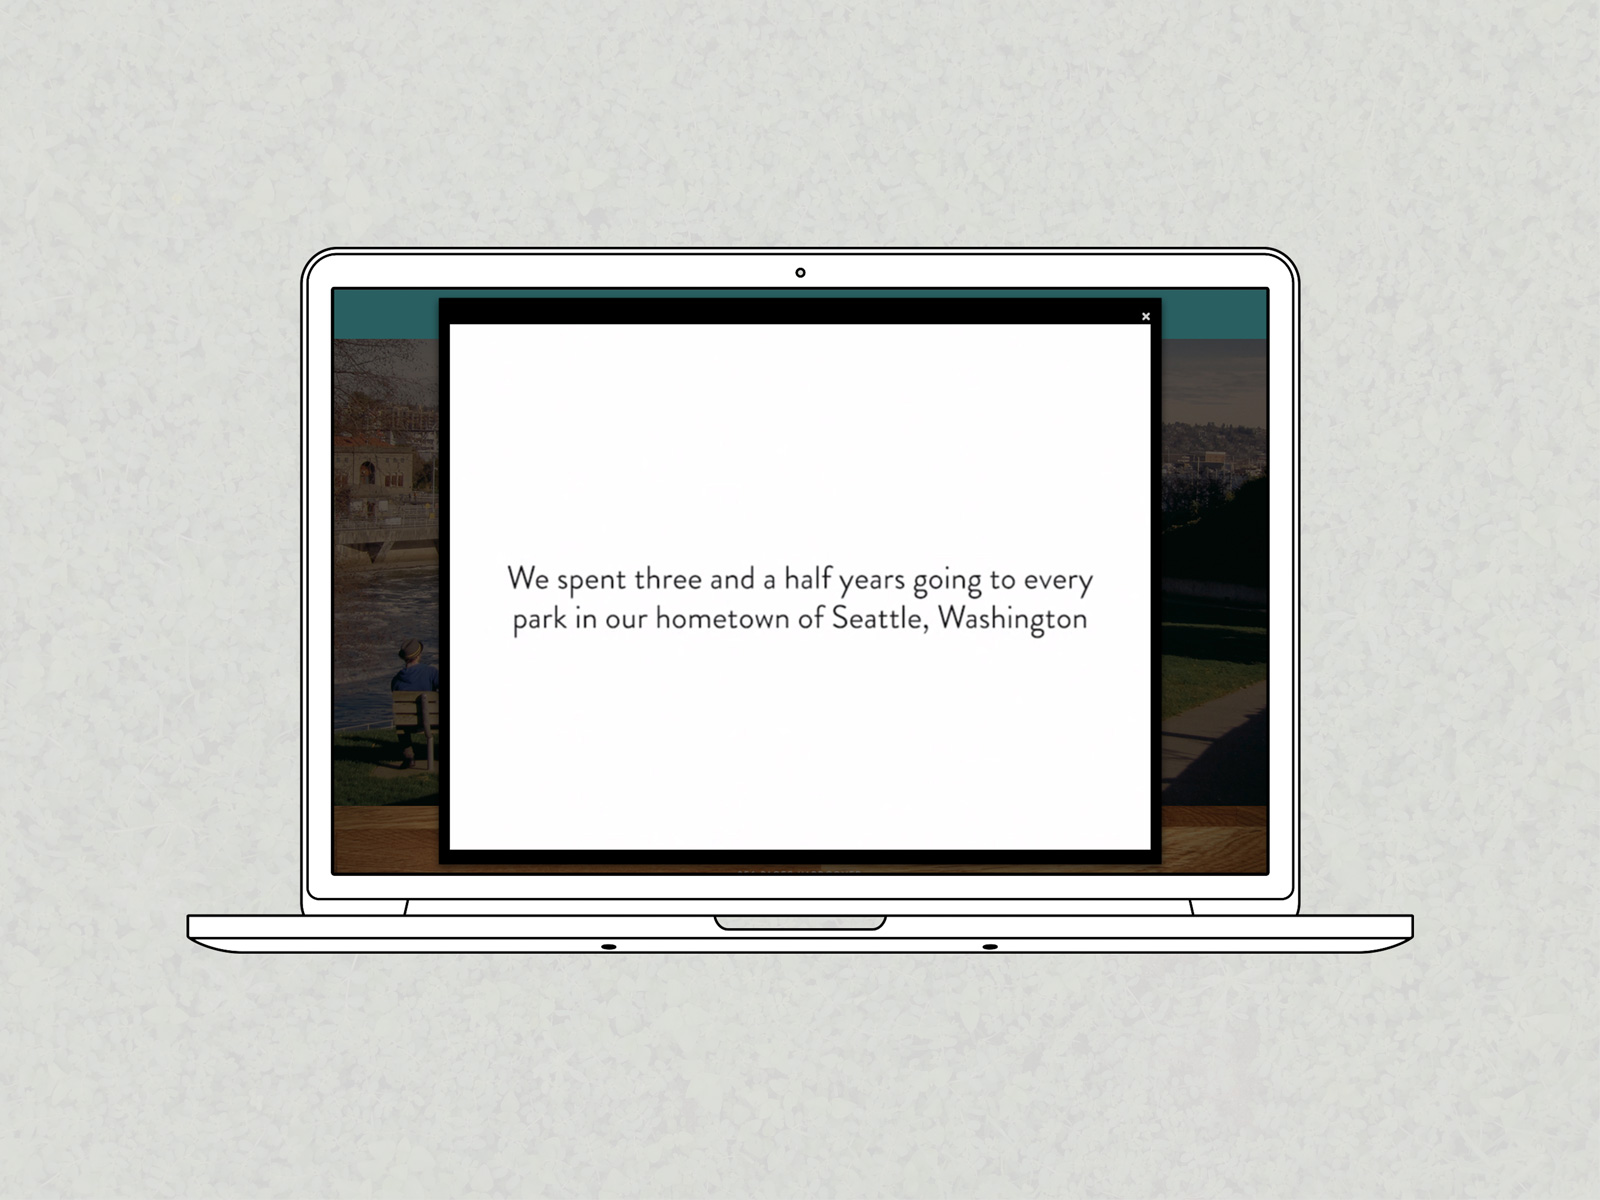 We spent three and a half years going to every
park in our hometown of Seattle, Washington